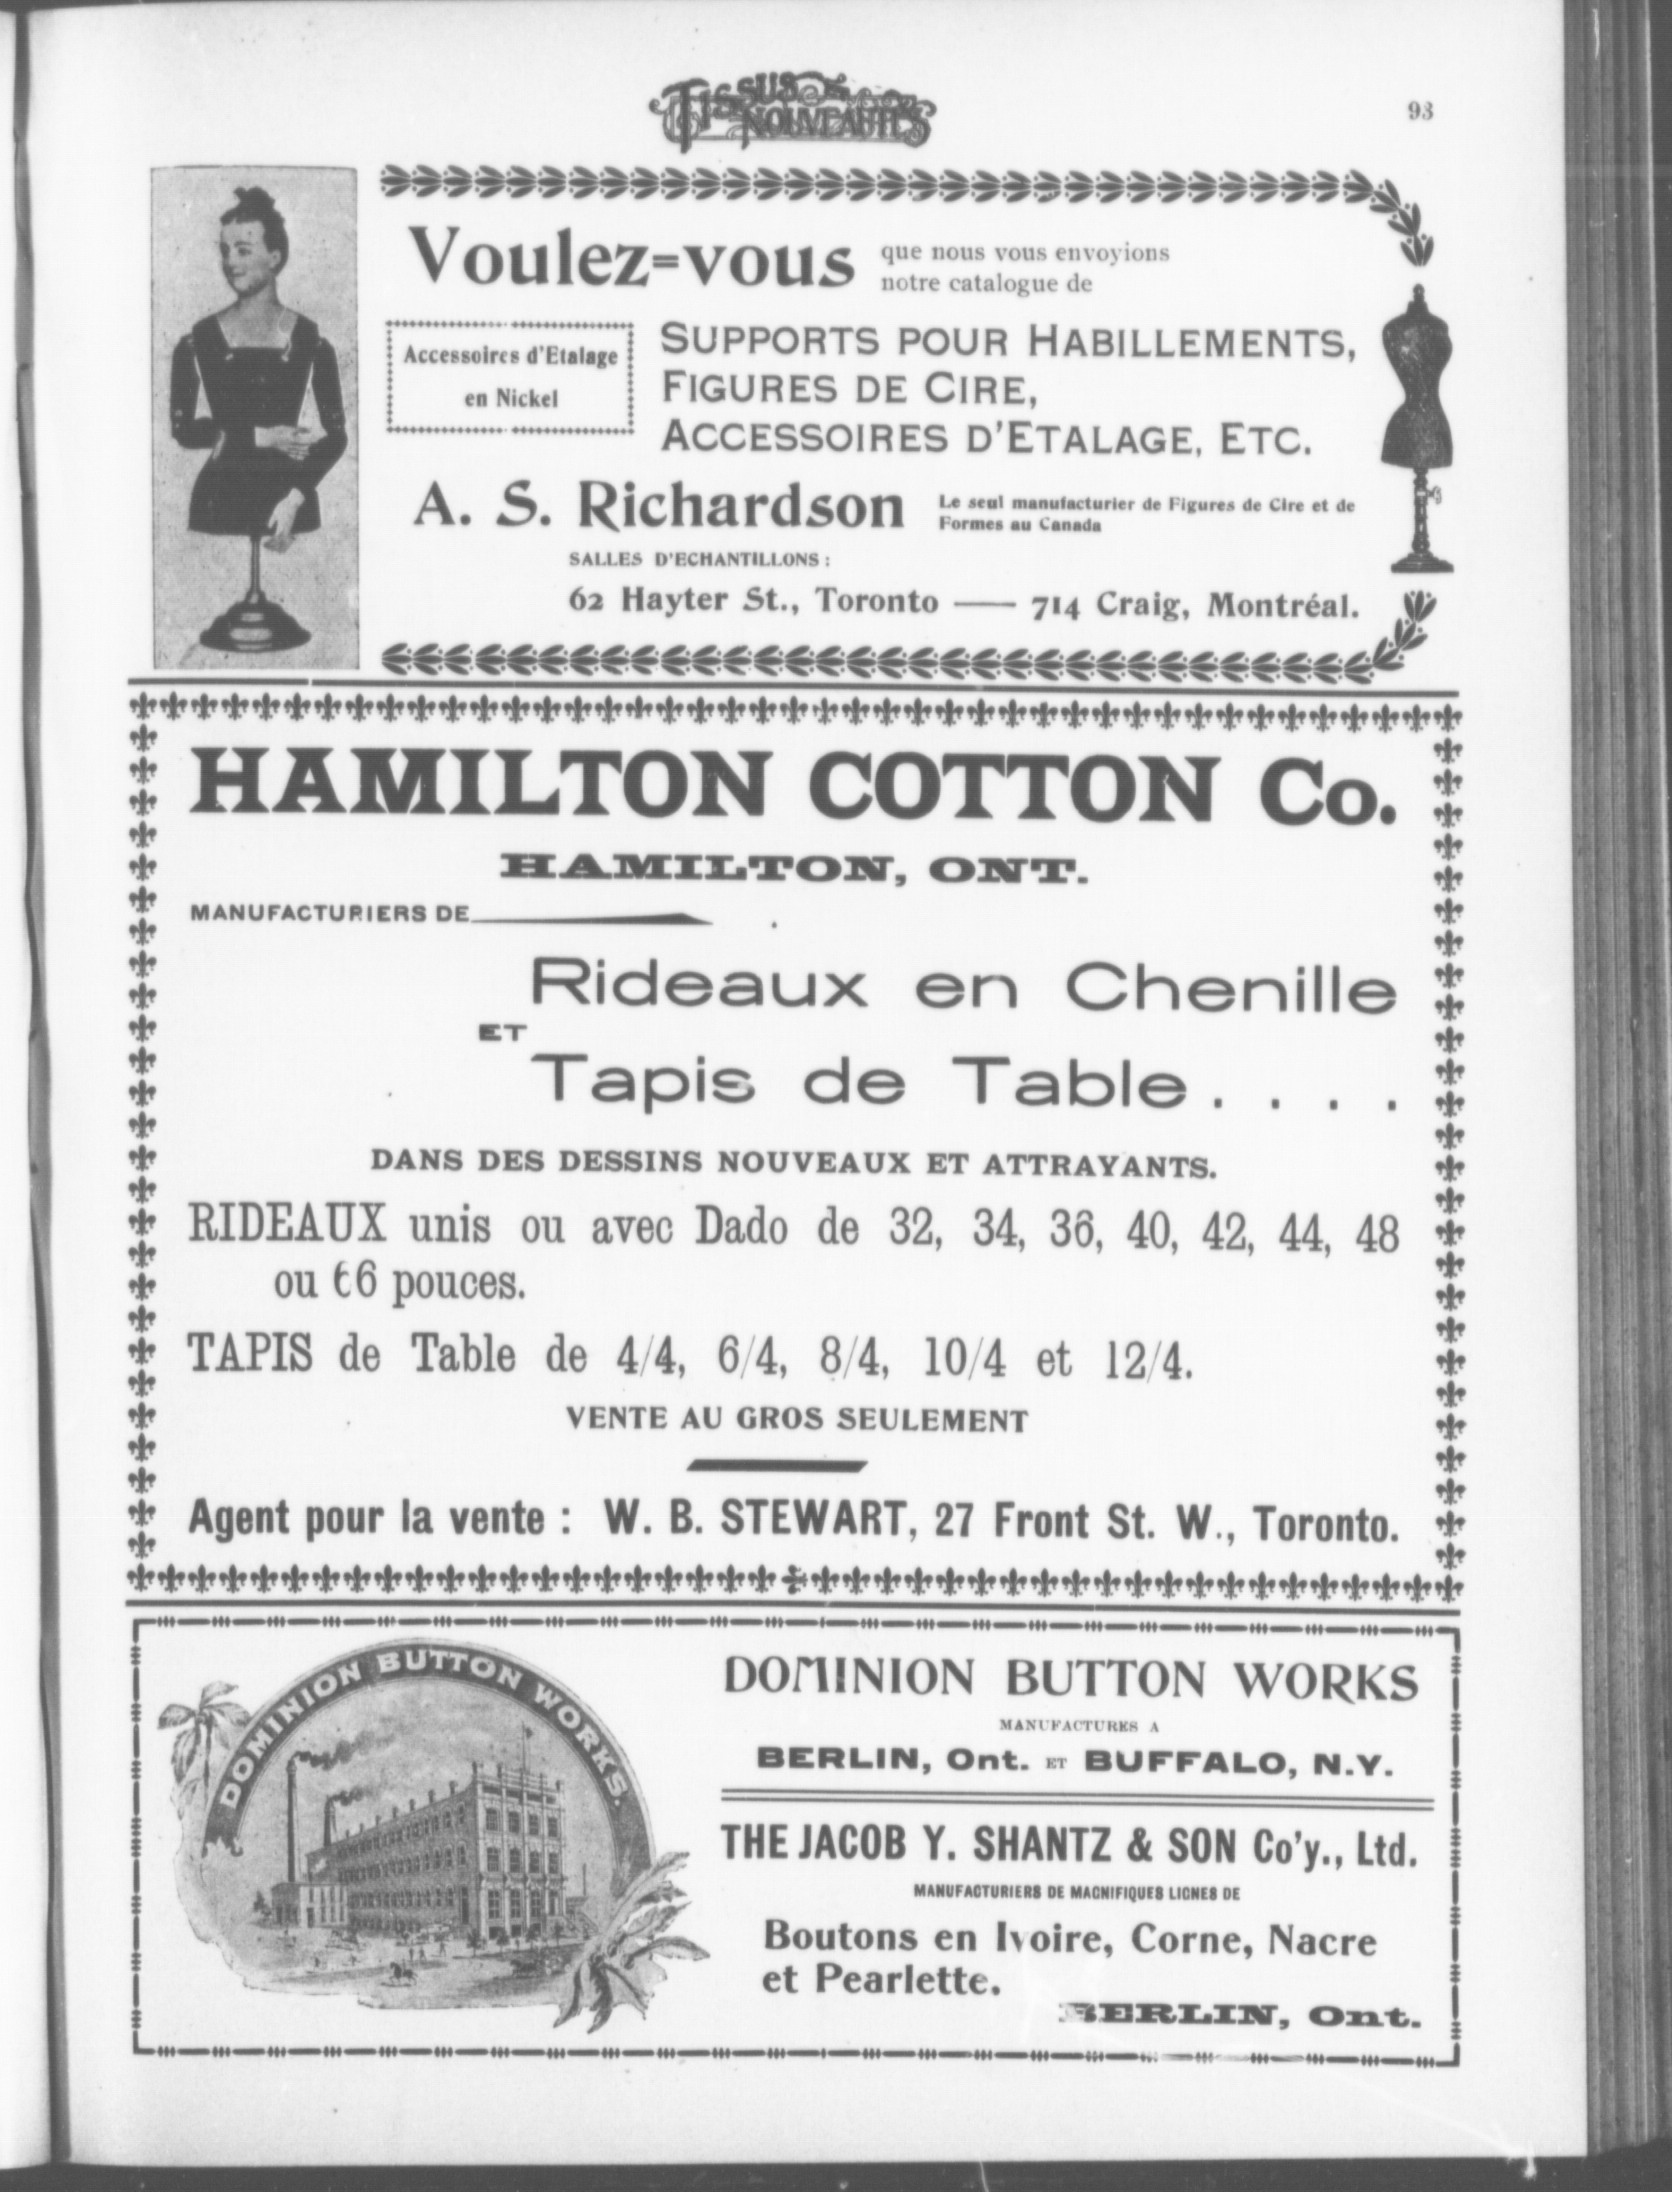 TISSUS ET
NOUVEAUTÉS
93
Voulez=vous que nous vous envoyions
notre catalogue de
Accessoires d'Etalage
en Nickel
SUPPORTS POUR HABILLEMENTS,
FIGURES DE CIRE,
ACCESSOIRES D'ETALAGE, ETC.
A. S. Richardson
Le seul manufacturier de Figures de Cire et de
Formes au Canada
SALLES D'ECHANTILLONS :
62 Hayter St., Toronto — 714 Craig, Montréal.
HAMILTON COTTON Co.
HAMILTON, ONT.
MANUFACTURIERS DE
Rideaux en Chenille
ET
Tapis de Table. . . .
DANS DES DESSINS NOUVEAUX ET ATTRAYANTS.
RIDEAUX unis ou avec Dado de 32, 34, 36, 40, 42, 44, 48
ou 66 pouces.
TAPIS de Table de 4/4, 6/4, 8/4, 10/4 et 12/4.
VENTE AU GROS SEULEMENT
Agent pour la vente : W. B. STEWART, 27 Front St. W., Toronto.
DOMINION BUTTON WORKS.
DOMINION BUTTON WORKS
MANUFACTURES A
BERLIN, Ont. ET BUFFALO, N.Y.
THE JACOB Y. SHANTZ & SON Co'y., Ltd.
MANUFACTURIERS DE MAGNIFIQUES LIGNES DE
Boutons en Ivoire, Corne, Nacre
et Pearlette.
BERLIN, Ont.